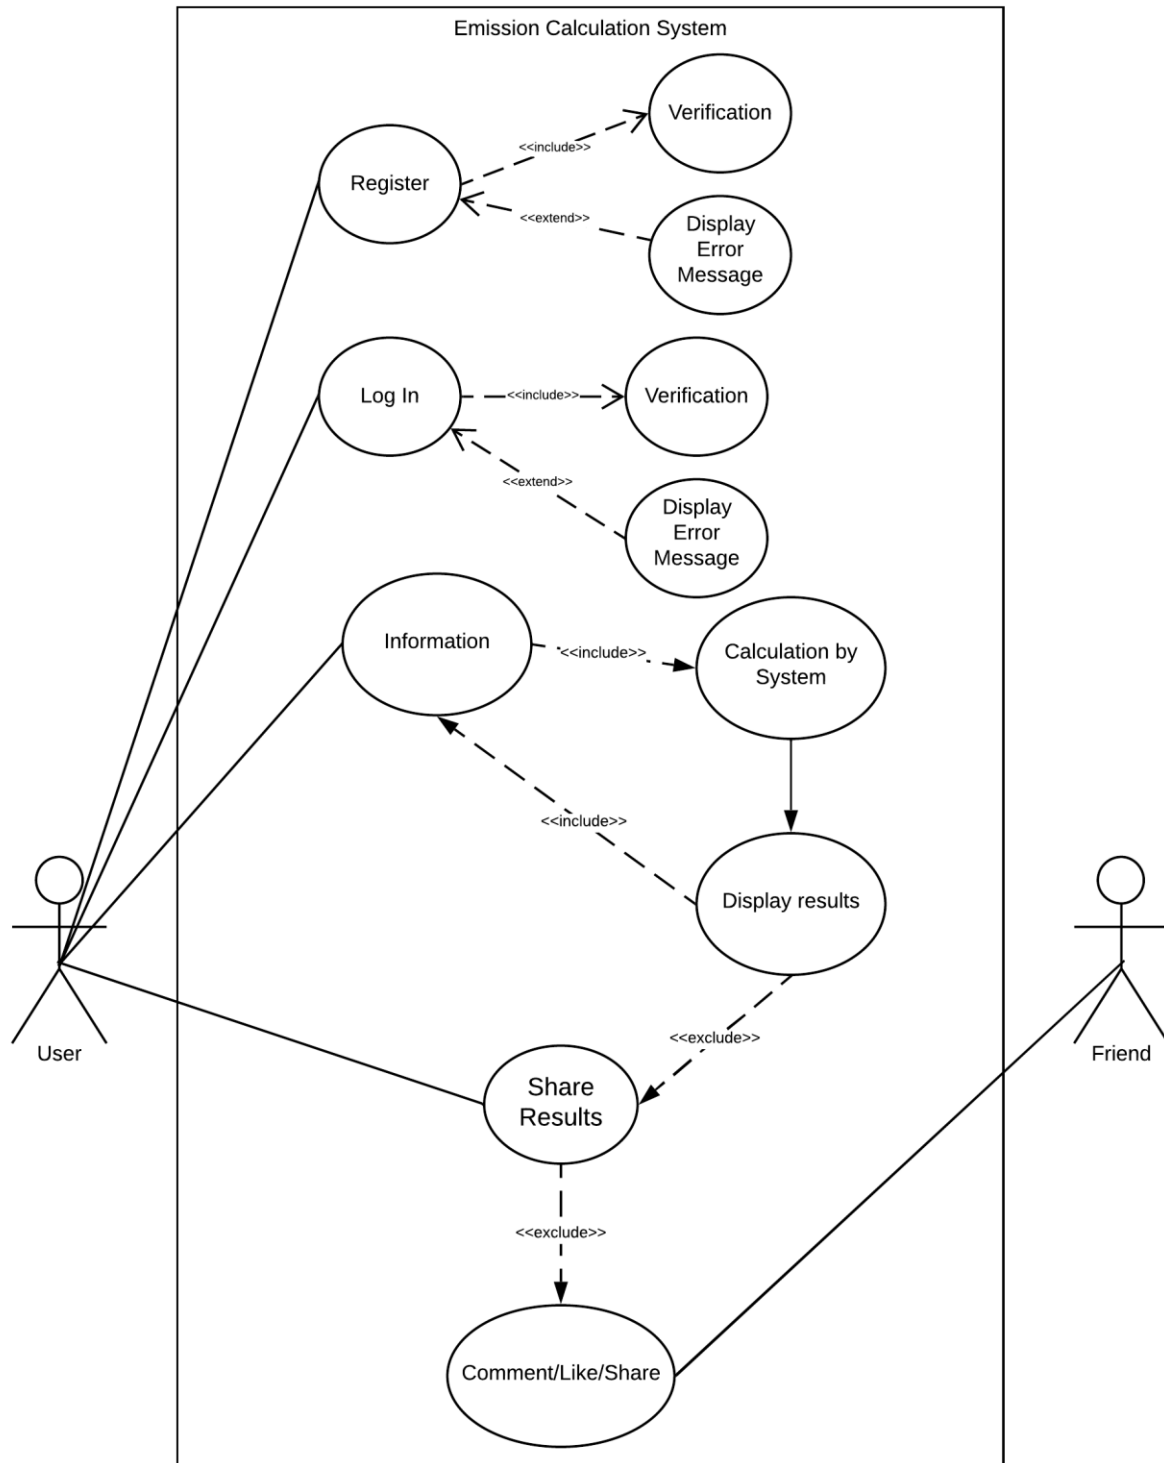 Emission Calculation System
Verification
<<include>>
Register
<<extend>>
Display
Error
Message
Log In
<<include>>
Verification
<<extend>>
Display
Error
Message
Information
<<include>>
Calculation by
System
<<include>>
Display results
<<exclude>>
User
Friend
Share
Results
<<exclude>>
Comment/Like/Share